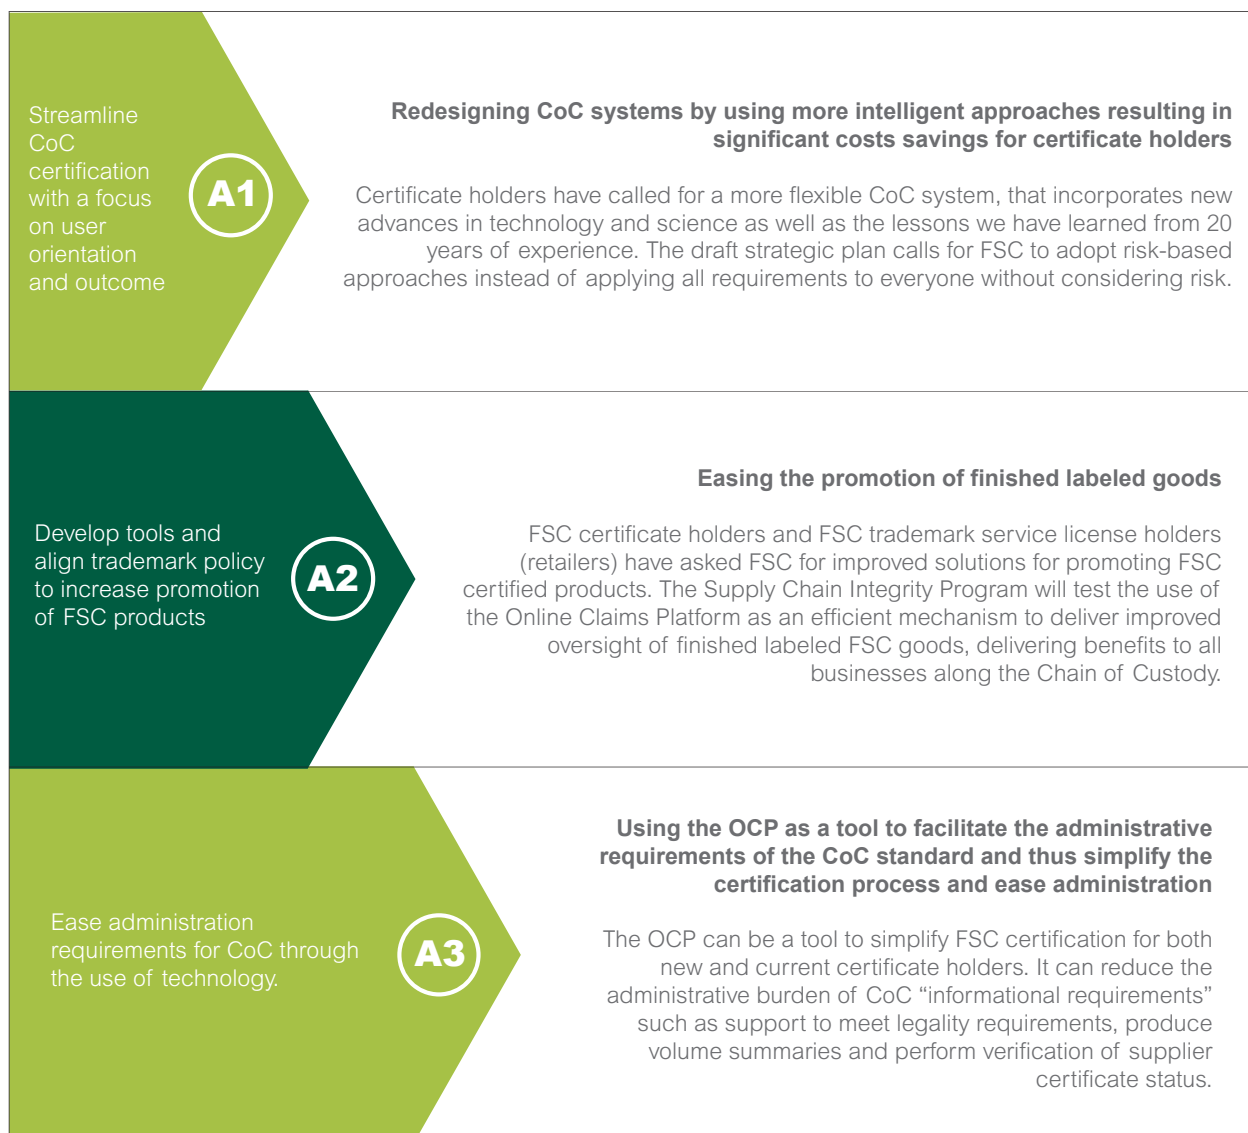 Streamline
CoC
certification
with a focus
on user
orientation
and outcome
A1
Redesigning CoC systems by using more intelligent approaches resulting in
significant costs savings for certificate holders
Certificate holders have called for a more flexible CoC system, that incorporates new
advances in technology and science as well as the lessons we have learned from 20
years of experience. The draft strategic plan calls for FSC to adopt risk-based
approaches instead of applying all requirements to everyone without considering risk.
Develop tools and
align trademark policy
to increase promotion
of FSC products
A2
Easing the promotion of finished labeled goods
FSC certificate holders and FSC trademark service license holders
(retailers) have asked FSC for improved solutions for promoting FSC
certified products. The Supply Chain Integrity Program will test the use of
the Online Claims Platform as an efficient mechanism to deliver improved
oversight of finished labeled FSC goods, delivering benefits to all
businesses along the Chain of Custody.
Ease administration
requirements for CoC through
the use of technology.
A3
Using the OCP as a tool to facilitate the administrative
requirements of the CoC standard and thus simplify the
certification process and ease administration
The OCP can be a tool to simplify FSC certification for both
new and current certificate holders. It can reduce the
administrative burden of CoC “informational requirements”
such as support to meet legality requirements, produce
volume summaries and perform verification of supplier
certificate status.